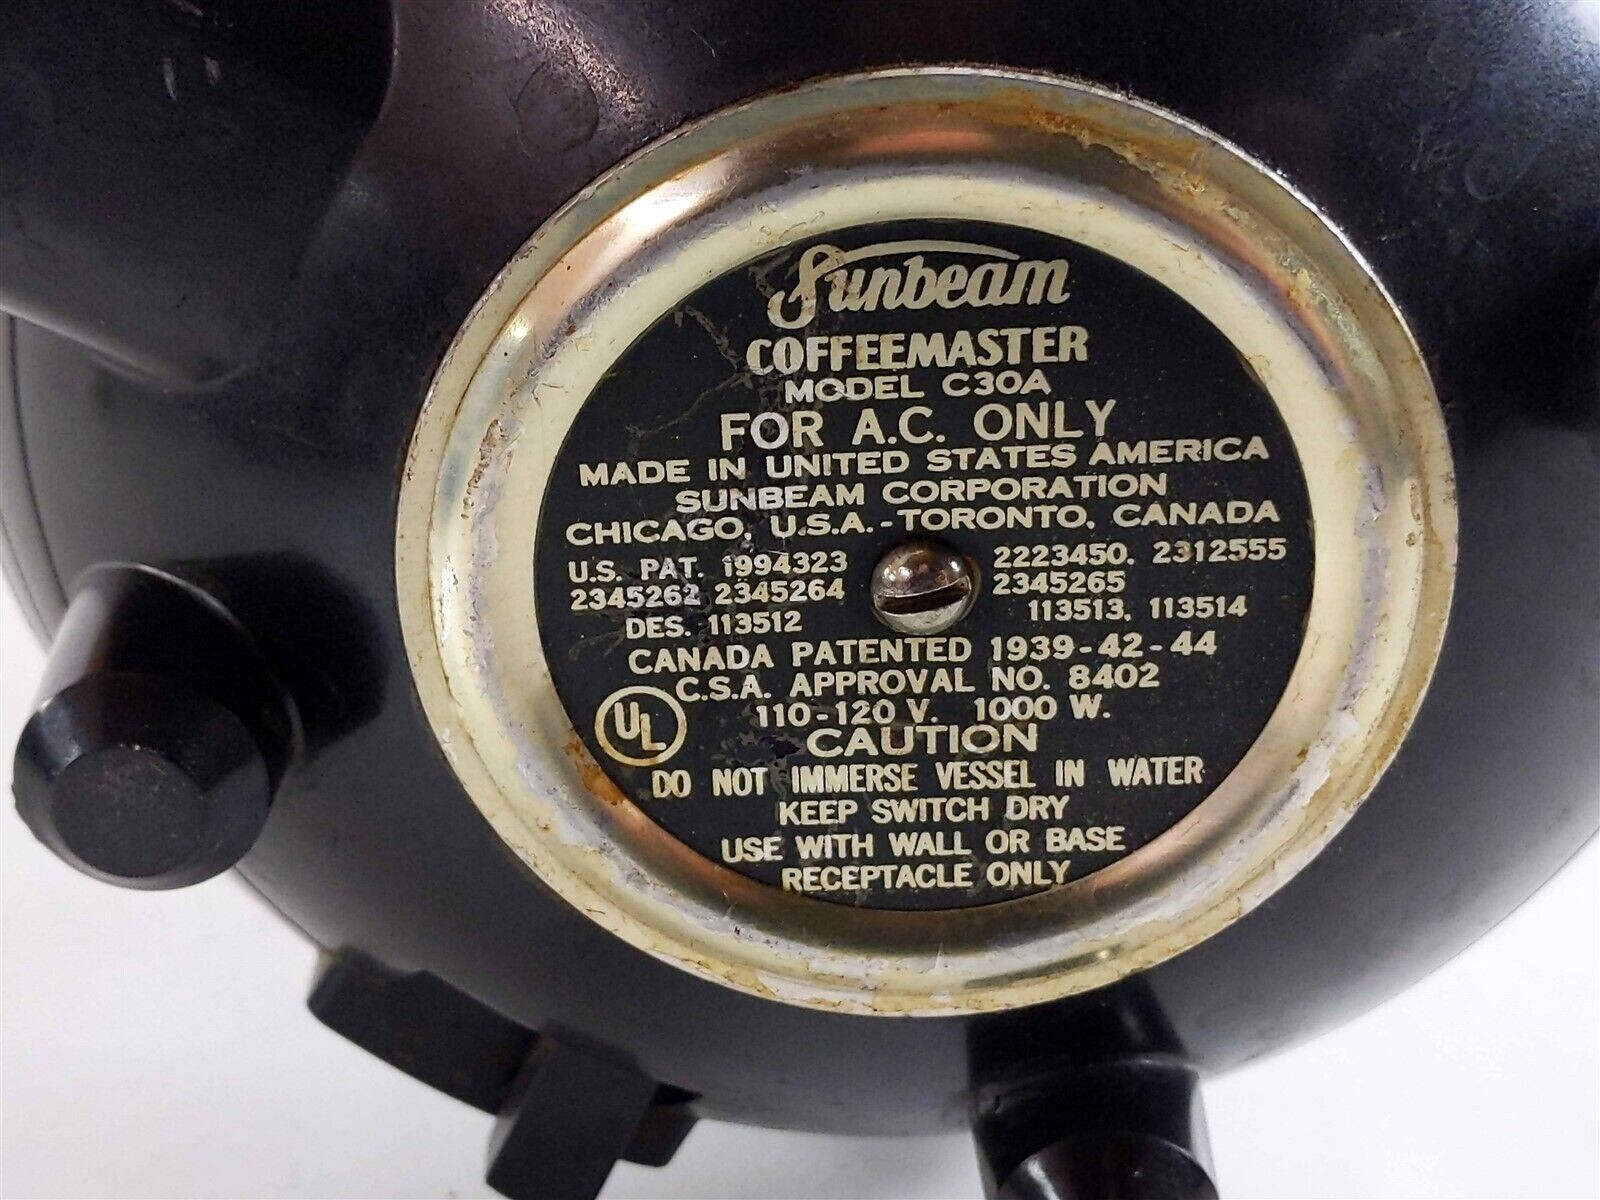 Sunbeam
COFFEEMASTER
MODEL C30A
FOR A.C. ONLY
MADE IN UNITED STATES AMERICA
SUNBEAM CORPORATION
CHICAGO, U.S.A.-TORONTO, CANADA
U.S. PAT. 1994323 2223450, 2312555
2345262 2345264 2345265
DES. 113512 113513, 113514
CANADA PATENTED 1939-42-44
C.S.A. APPROVAL NO. 8402
UL
110-120 V. 1000 W.
CAUTION
DO NOT IMMERSE VESSEL IN WATER
KEEP SWITCH DRY
USE WITH WALL OR BASE
RECEPTACLE ONLY